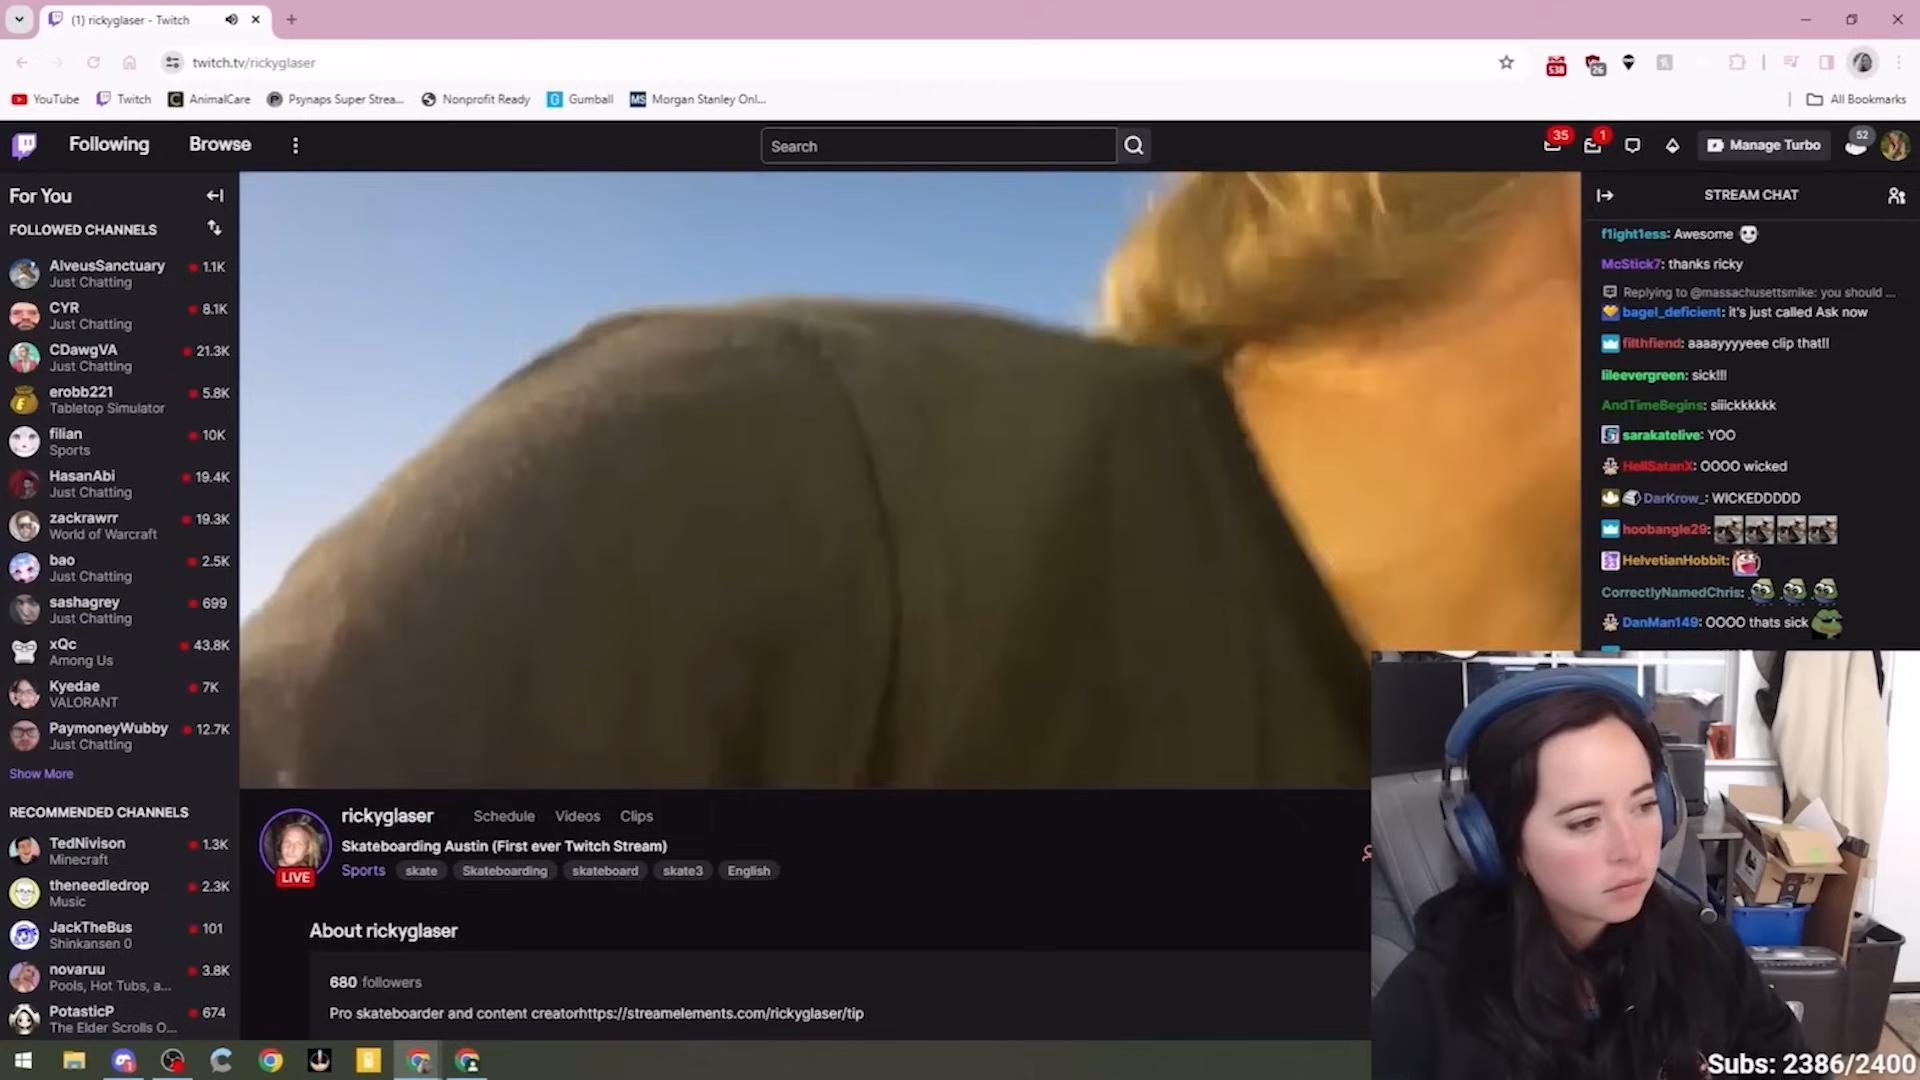 (1) rickyglaser - Twitch
twitch.tv/rickyglaser
538
26
YouTube
Twitch
AnimalCare
Psynaps Super Strea...
Nonprofit Ready
Gumball
MS Morgan Stanley Onl...
All Bookmarks
Following
Browse
Search
35
1
Manage Turbo
52
For You
FOLLOWED CHANNELS
AlveusSanctuary 1.1K
Just Chatting
CYR 8.1K
Just Chatting
CDawgVA 21.3K
Just Chatting
erobb221 5.8K
Tabletop Simulator
filian 10K
Sports
HasanAbi 19.4K
Just Chatting
zackrawrr 19.3K
World of Warcraft
bao 2.5K
Just Chatting
sashagrey 699
Just Chatting
xQc 43.8K
Among Us
Kyedae 7K
VALORANT
PaymoneyWubby 12.7K
Just Chatting
Show More
RECOMMENDED CHANNELS
TedNivison 1.3K
Minecraft
theneedledrop 2.3K
Music
JackTheBus 101
Shinkansen 0
novaruu 3.8K
Pools, Hot Tubs, a...
PotasticP 674
The Elder Scrolls O...
rickyglaser
Schedule
Videos
Clips
Skateboarding Austin (First ever Twitch Stream)
LIVE
Sports
skate
Skateboarding
skateboard
skate3
English
About rickyglaser
680 followers
Pro skateboarder and content creatorhttps://streamelements.com/rickyglaser/tip
STREAM CHAT
f1ight1ess: Awesome
McStick7: thanks ricky
Replying to @massachusettsmike: you should ...
bagel_deficient: it's just called Ask now
filthfiend: aaaayyyyeee clip that!!
lileevergreen: sick!!!
AndTimeBegins: siiickkkkkk
sarakatelive: YOO
HellSatanX: OOOO wicked
DarKrow_: WICKEDDDDD
hoobangle29:
HelvetianHobbit:
CorrectlyNamedChris:
DanMan149: OOOO thats sick
Subs: 2386/2400